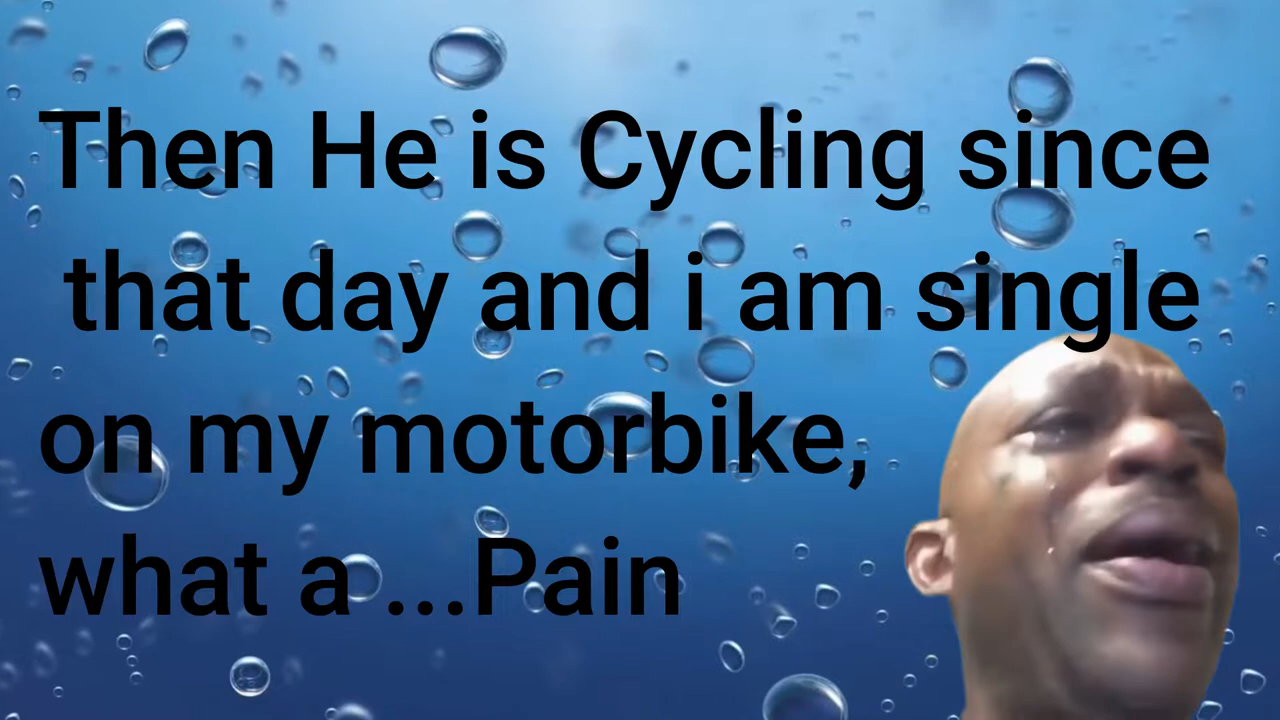 Then He is Cycling since
that day and i am single
on my motorbike,
what a ...Pain